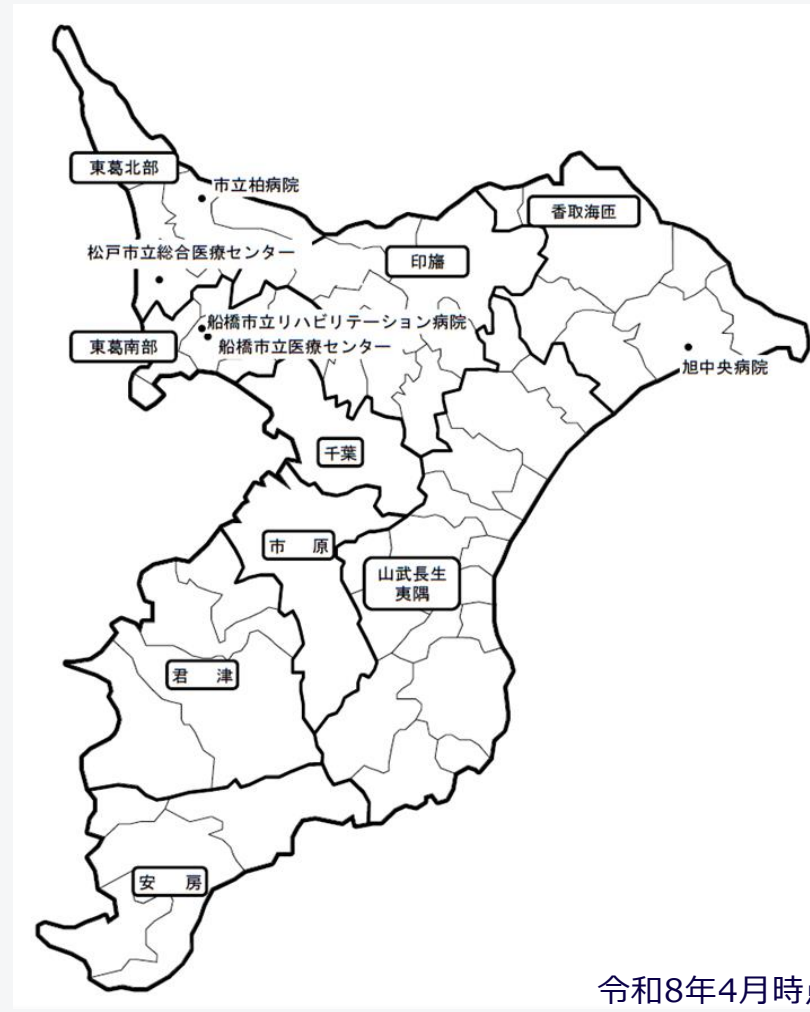 東葛北部
市立柏病院
香取海匝
松戸市立総合医療センター
印旛
船橋市立リハビリテーション病院
東葛南部
船橋市立医療センター
旭中央病院
千葉
市 原
山武長生
夷隅
君 津
安 房
令和8年4月時点